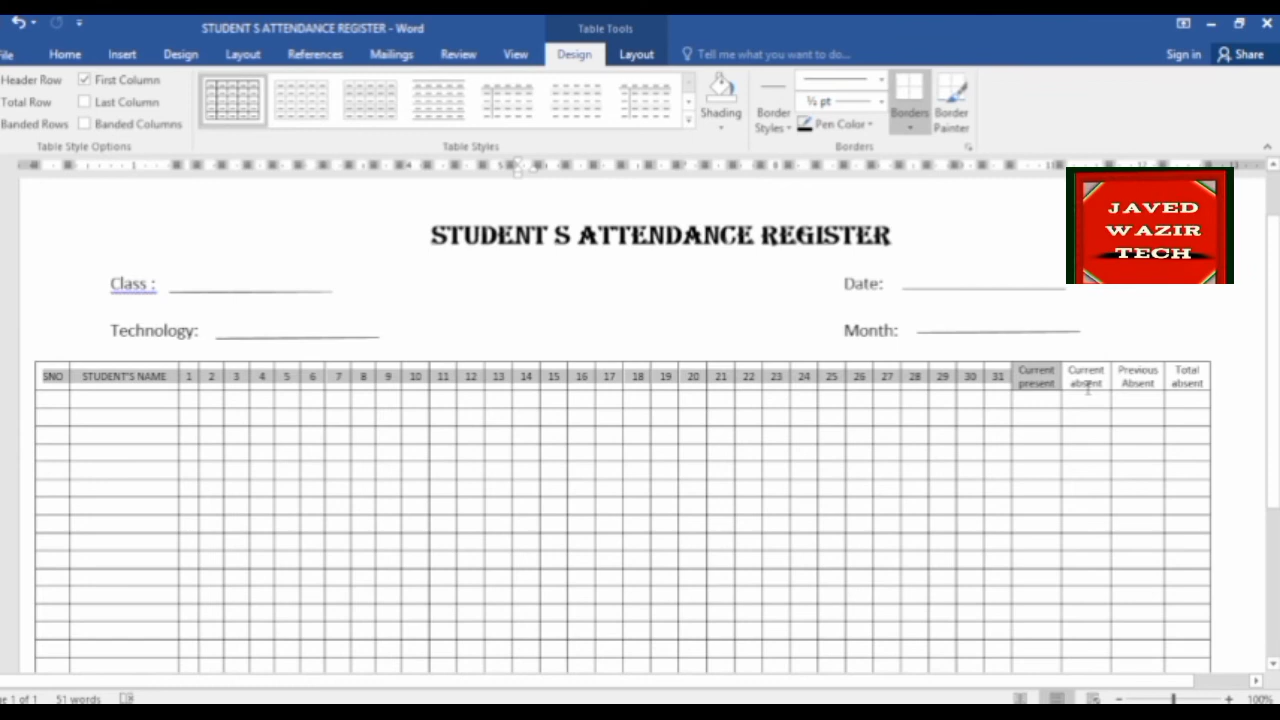 STUDENT S ATTENDANCE REGISTER - Word
Table Tools
File Home Insert Design Layout References Mailings Review View Design Layout Tell me what you want to do... Sign in Share
Header Row First Column
Total Row Last Column
Banded Rows Banded Columns
Shading
Border Styles
½ pt
Pen Color
Borders
Border Painter
Table Style Options Table Styles Borders
JAVED
WAZIR
TECH
STUDENT S ATTENDANCE REGISTER
Class : Date:
Technology: Month:
SNO STUDENT'S NAME 1 2 3 4 5 6 7 8 9 10 11 12 13 14 15 16 17 18 19 20 21 22 23 24 25 26 27 28 29 30 31 Current present Current absent Previous Absent Total absent
1 of 1 51 words 100%